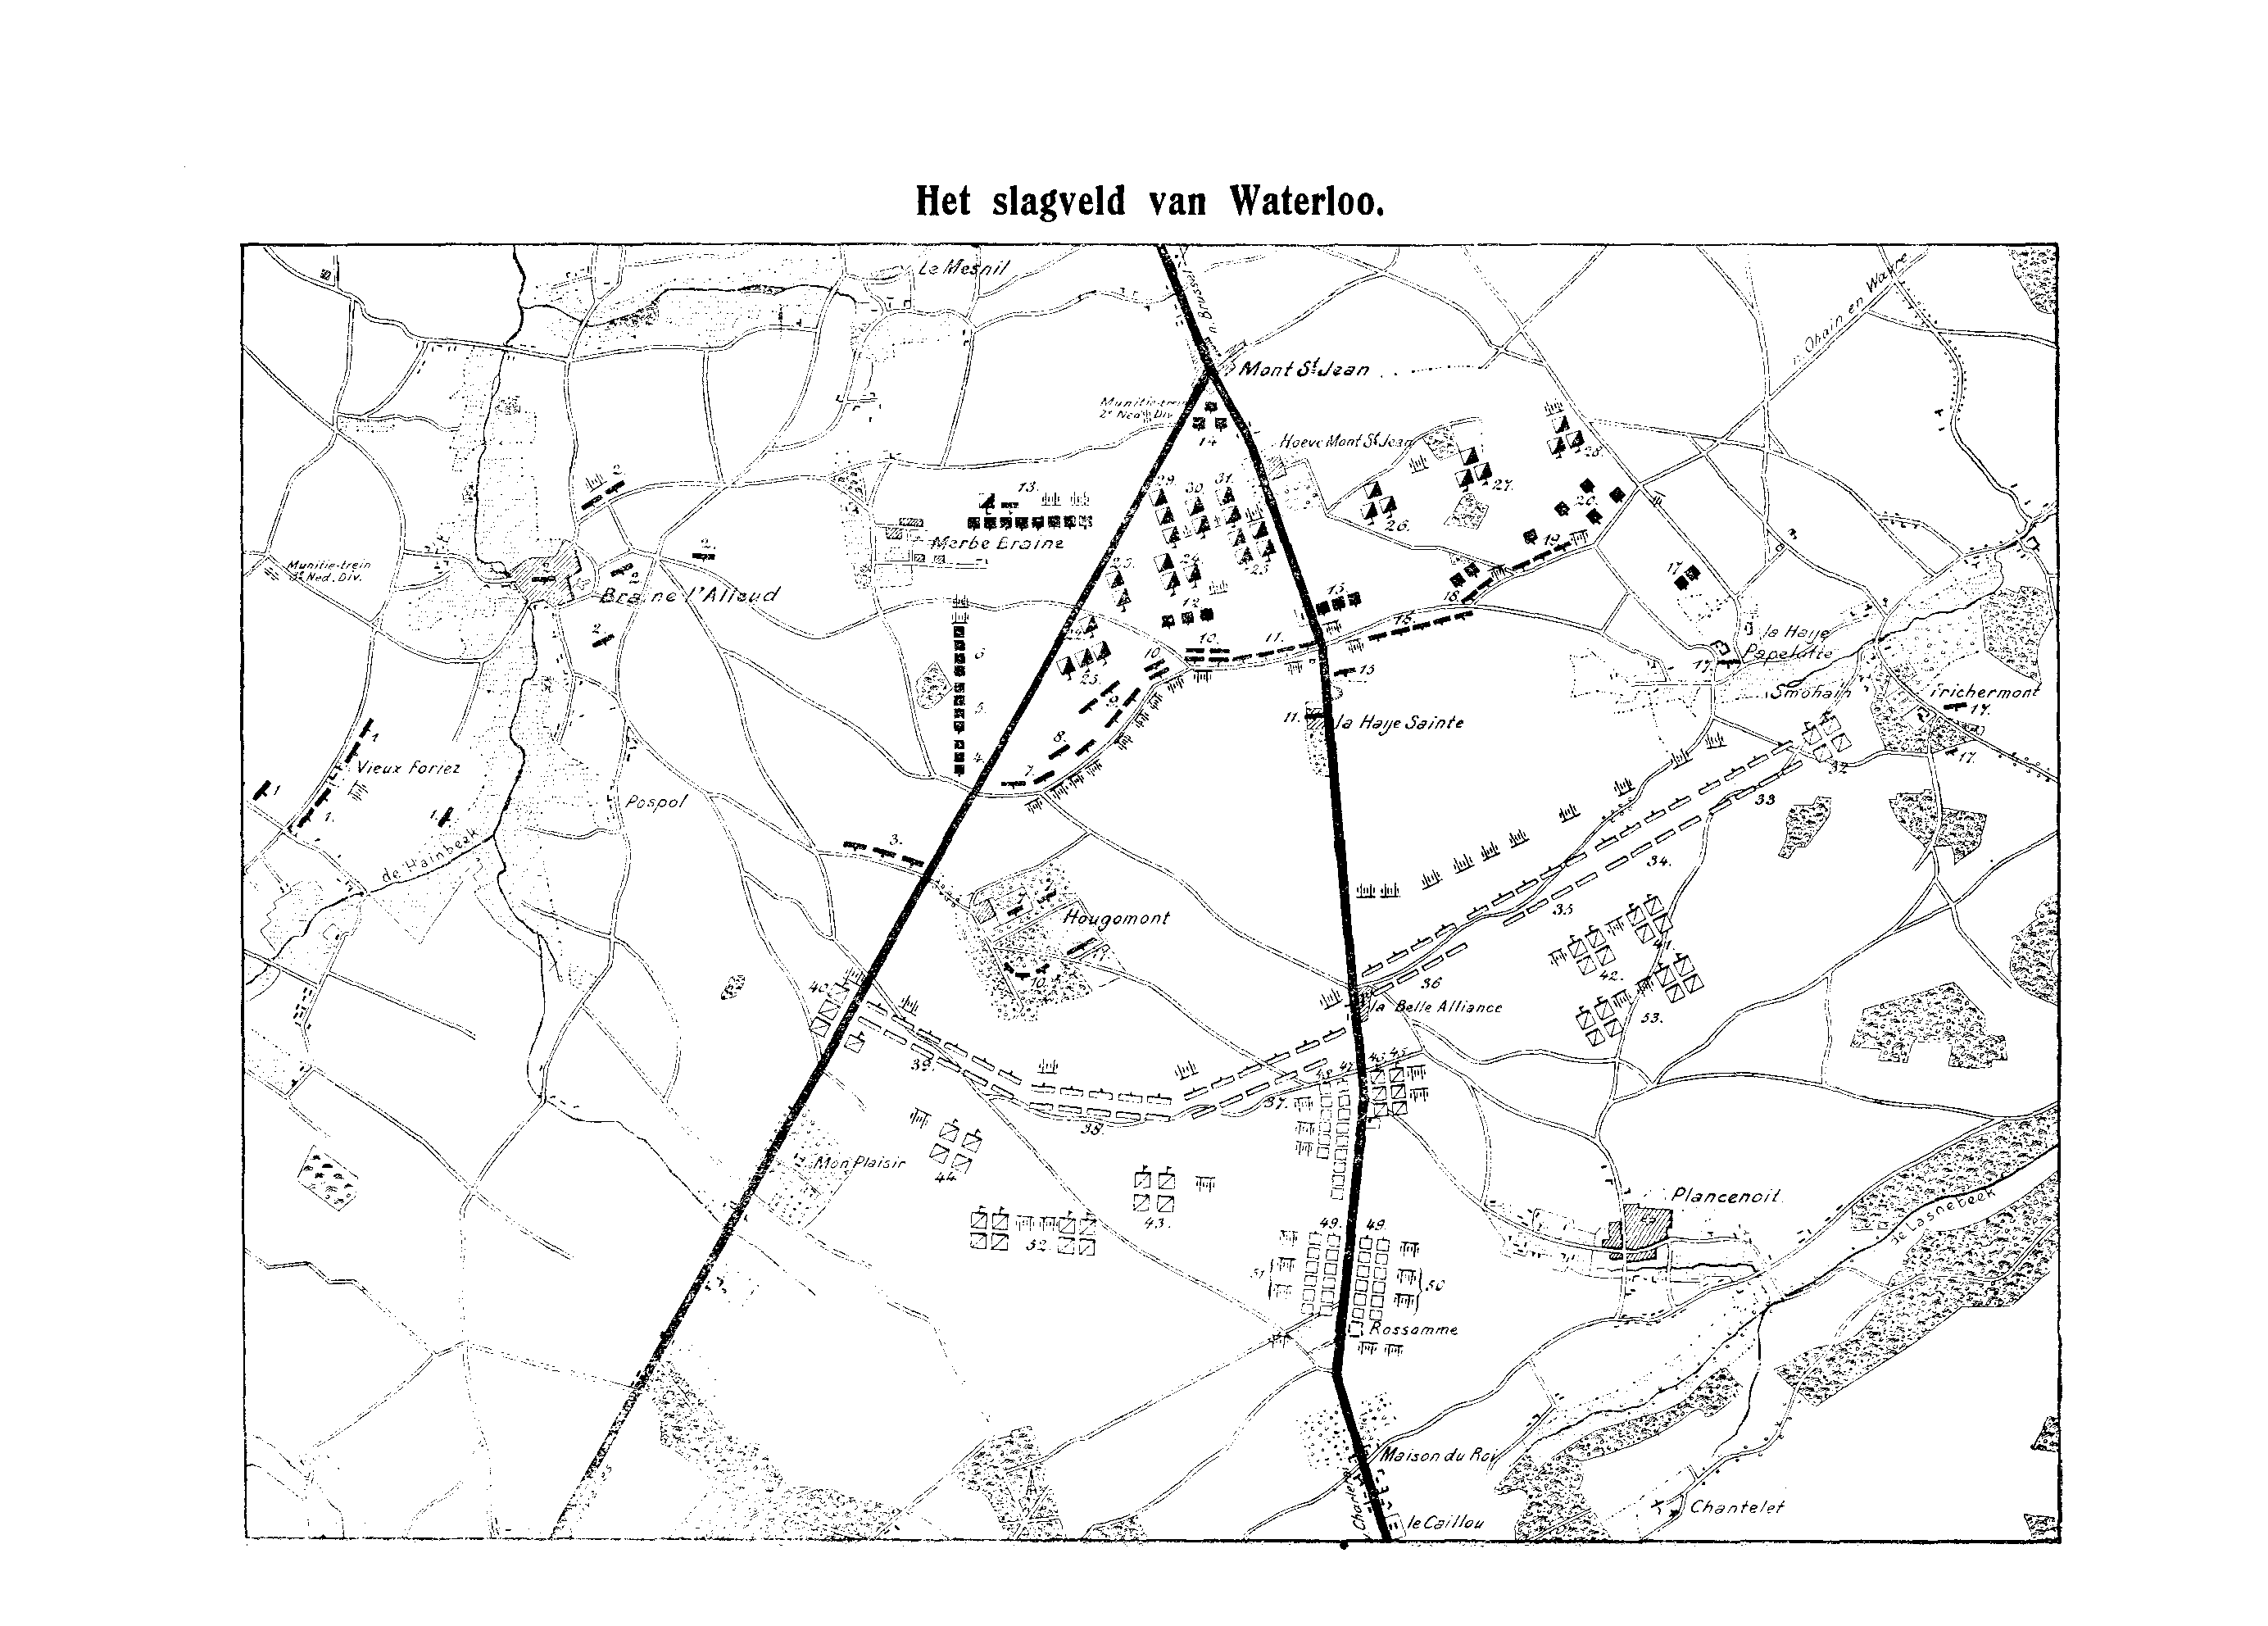 Het slagveld van Waterloo.
Le Mesnil
n. Brussel
n. Ohain en Wavre
Mont St Jean
Munitie-trein
2e Ned. Div.
Hoeve Mont St Jean
14
28.
2.
13.
29.
30.
31.
27.
26.
20.
Merbe Braine
19.
2.
Munitie-trein
3e Ned. Div.
2
17.
Braine l'Alleud
12
15.
18.
2.
6
10.
11.
15.
la Haye
Papelotte
10
17.
25.
15
Smohain
Frichermont
5.
9.
17.
11.
la Haye Sainte
1
8.
4.
17.
Vieux Foriez
7.
32
1
Pospol
33
1.
1.
3.
34.
de Hainbeek
35
Hougomont
41.
42.
40.
10.
36
la Belle Alliance
53.
39.
45.
37.
38.
Mon Plaisir
44
Plancenoit
43.
49.
49.
52.
de Lasnebeek
51
50
Rossomme
Maison du Roi
Chantelet
le Caillou